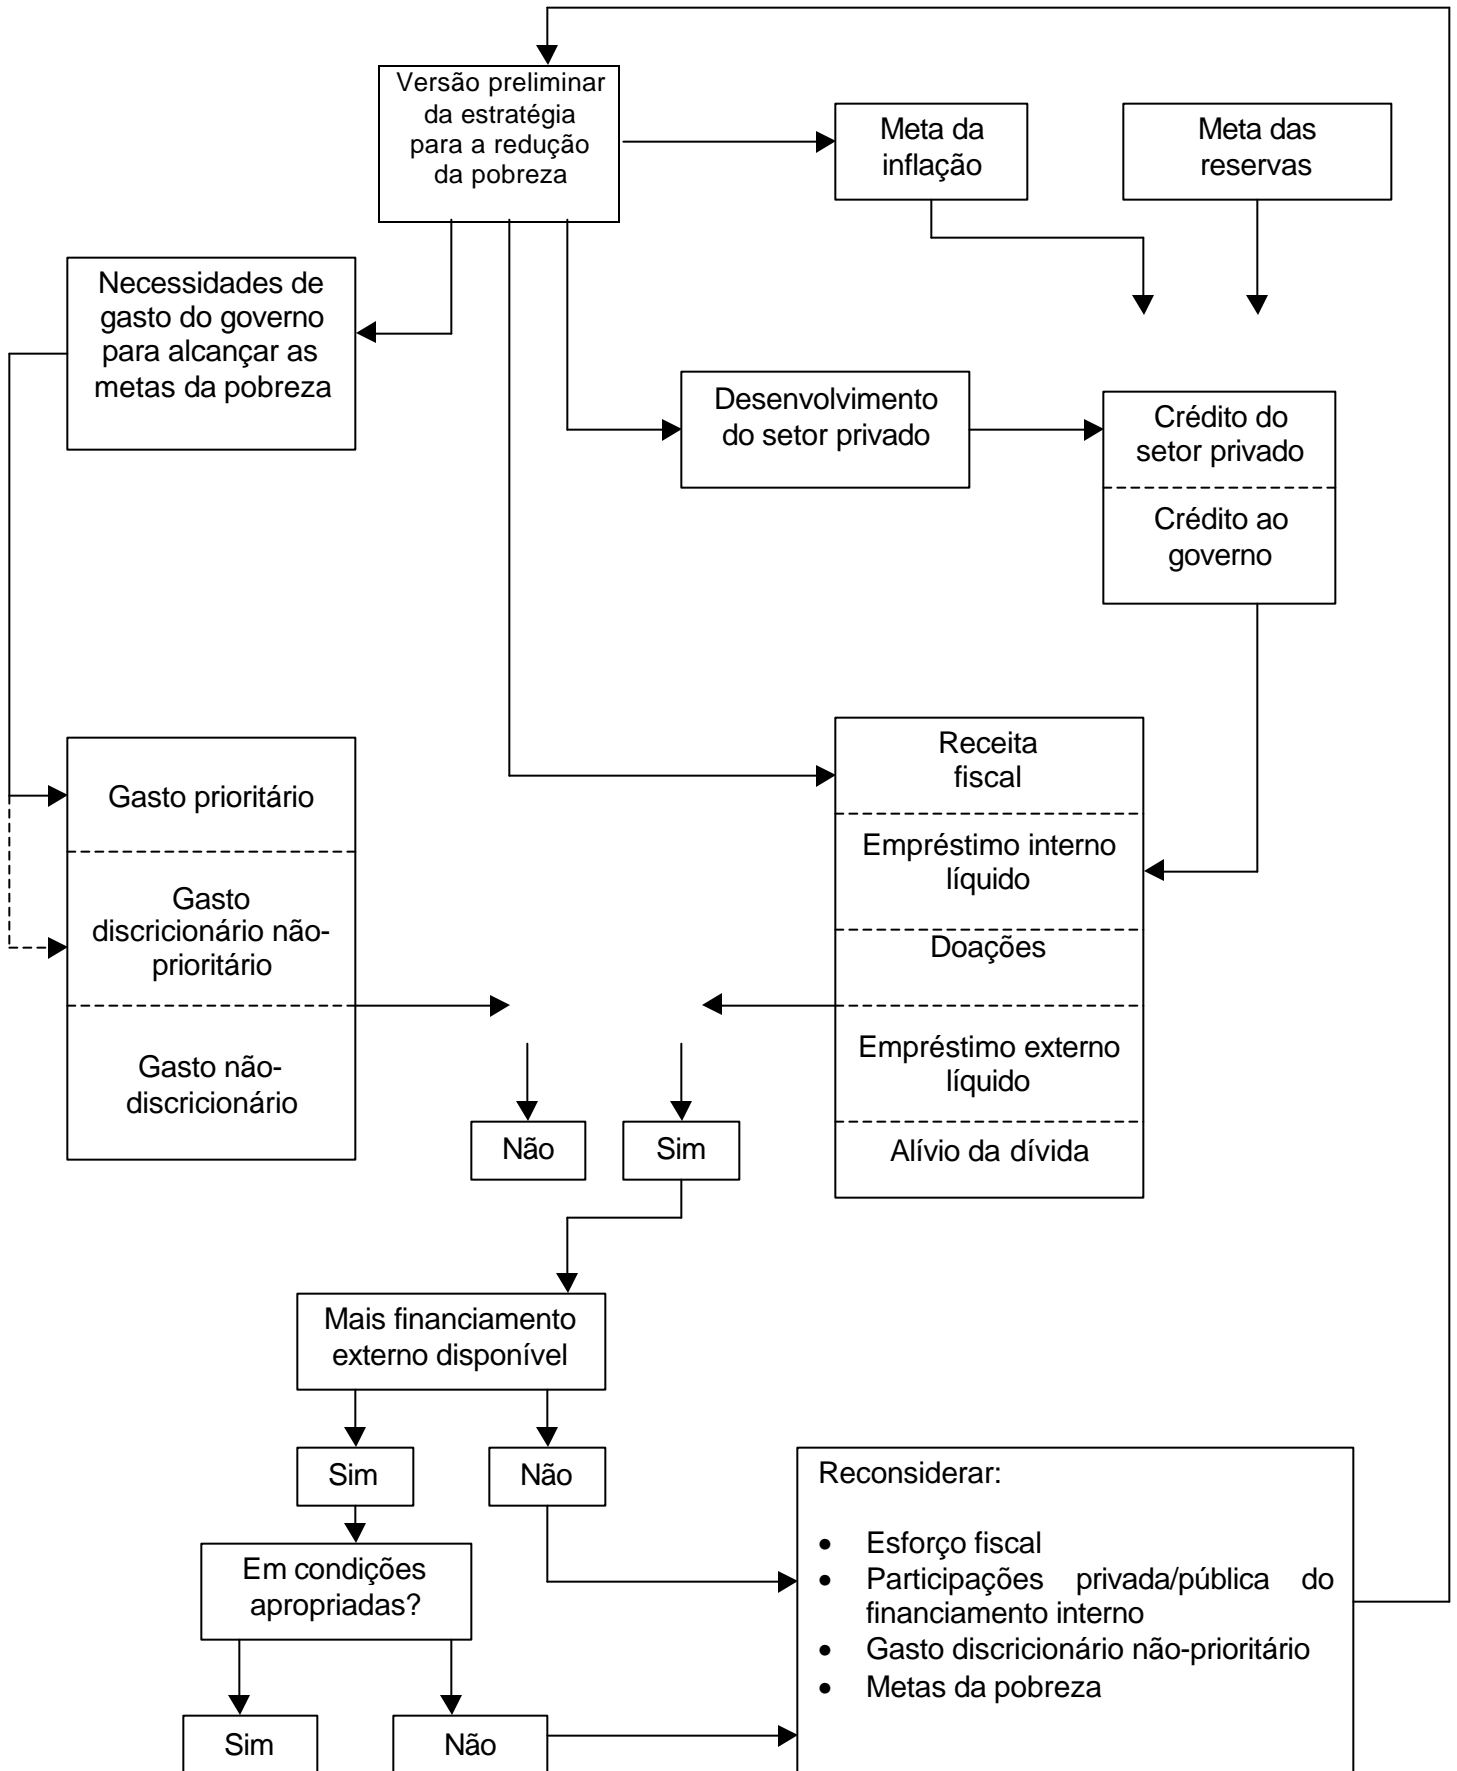 Versão preliminar
da estratégia
para a redução
da pobreza
Meta da
inflação
Meta das
reservas
Necessidades de
gasto do governo
para alcançar as
metas da pobreza
Desenvolvimento
do setor privado
Crédito do
setor privado
Crédito ao
governo
Gasto prioritário
Gasto
discricionário não-
prioritário
Gasto não-
discricionário
Receita
fiscal
Empréstimo interno
líquido
Doações
Empréstimo externo
líquido
Alívio da dívida
Não
Sim
Mais financiamento
externo disponível
Sim
Não
Em condições
apropriadas?
Sim
Não
Reconsiderar:
• Esforço fiscal
• Participações privada/pública do
financiamento interno
• Gasto discricionário não-prioritário
• Metas da pobreza